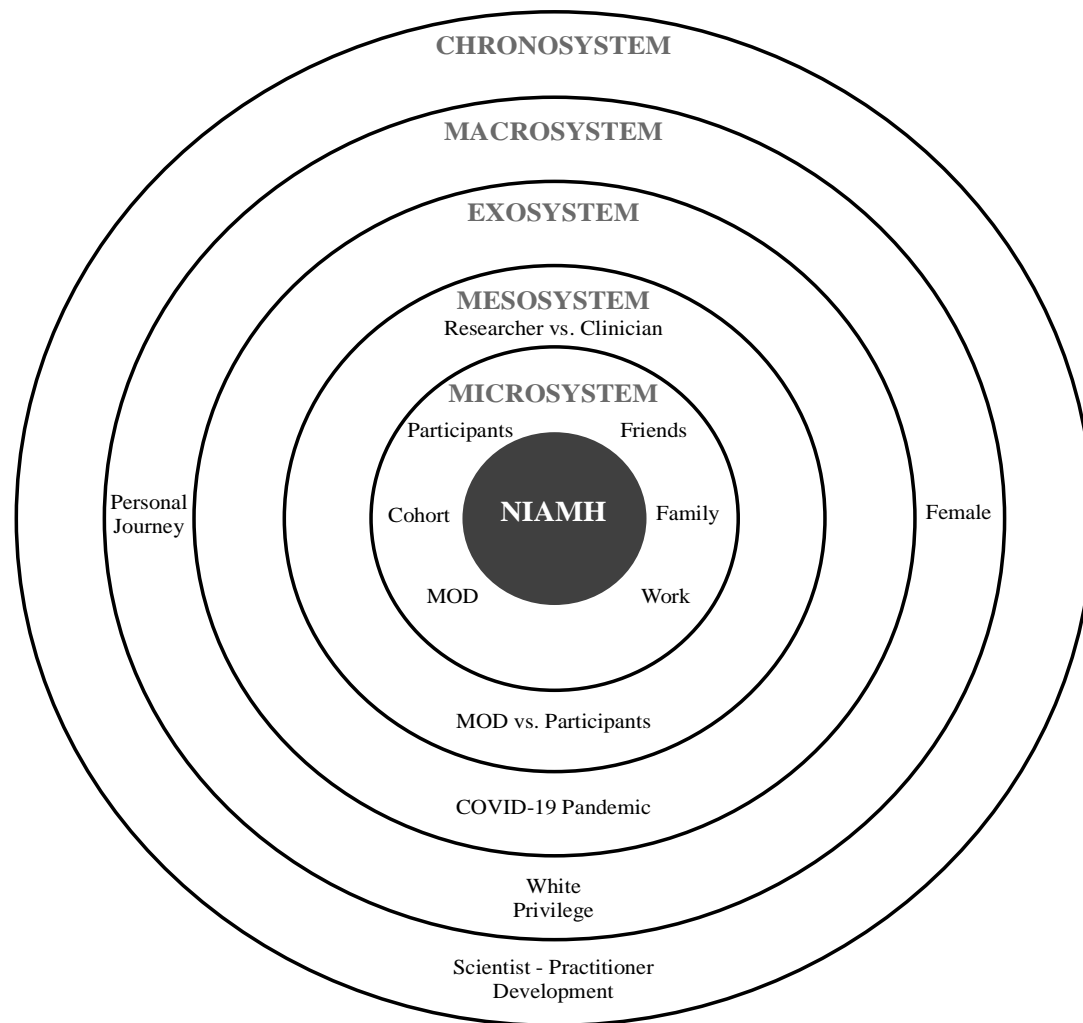 CHRONOSYSTEM
MACROSYSTEM
EXOSYSTEM
MESOSYSTEM
Researcher vs. Clinician
MICROSYSTEM
Participants
Friends
Personal
Journey
Cohort
NIAMH
Family
Female
MOD
Work
MOD vs. Participants
COVID-19 Pandemic
White
Privilege
Scientist - Practitioner
Development